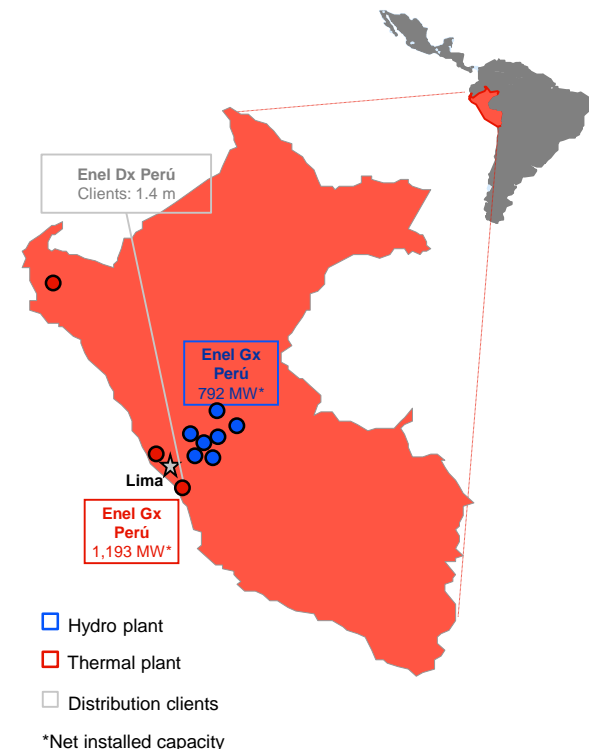 Enel Dx Perú
Clients: 1.4 m
Enel Gx
Perú
792 MW*
Lima
Enel Gx
Perú
1,193 MW*
Hydro plant
Thermal plant
Distribution clients
*Net installed capacity